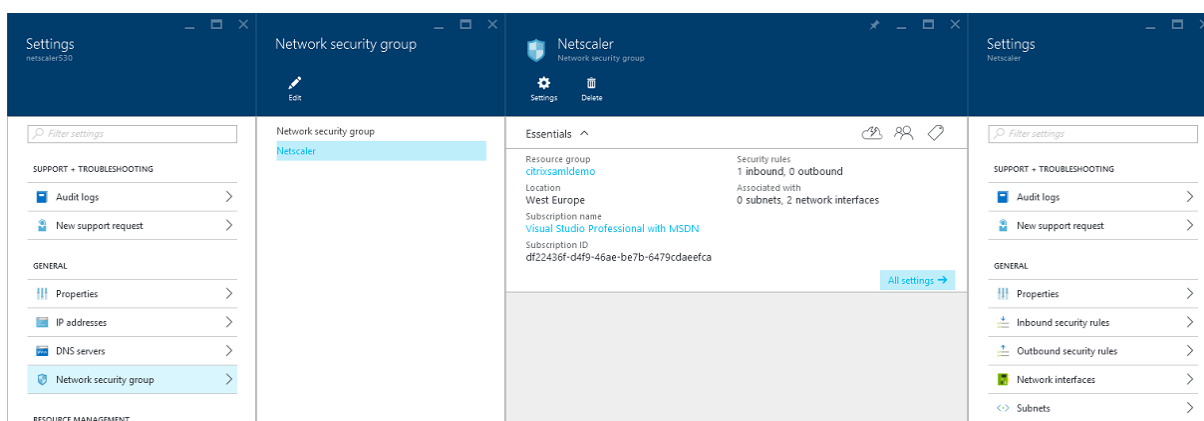 Settings
netscaler530
Filter settings
SUPPORT + TROUBLESHOOTING
Audit logs
New support request
GENERAL
Properties
IP addresses
DNS servers
Network security group
RESOURCE MANAGEMENT
Network security group
Edit
Network security group
Netscaler
Netscaler
Network security group
Settings
Delete
Essentials
Resource group
citrixsamldemo
Location
West Europe
Subscription name
Visual Studio Professional with MSDN
Subscription ID
df22436f-d4f9-46ae-be7b-6479cdaeefca
Security rules
1 inbound, 0 outbound
Associated with
0 subnets, 2 network interfaces
All settings
Settings
Netscaler
Filter settings
SUPPORT + TROUBLESHOOTING
Audit logs
New support request
GENERAL
Properties
Inbound security rules
Outbound security rules
Network interfaces
Subnets